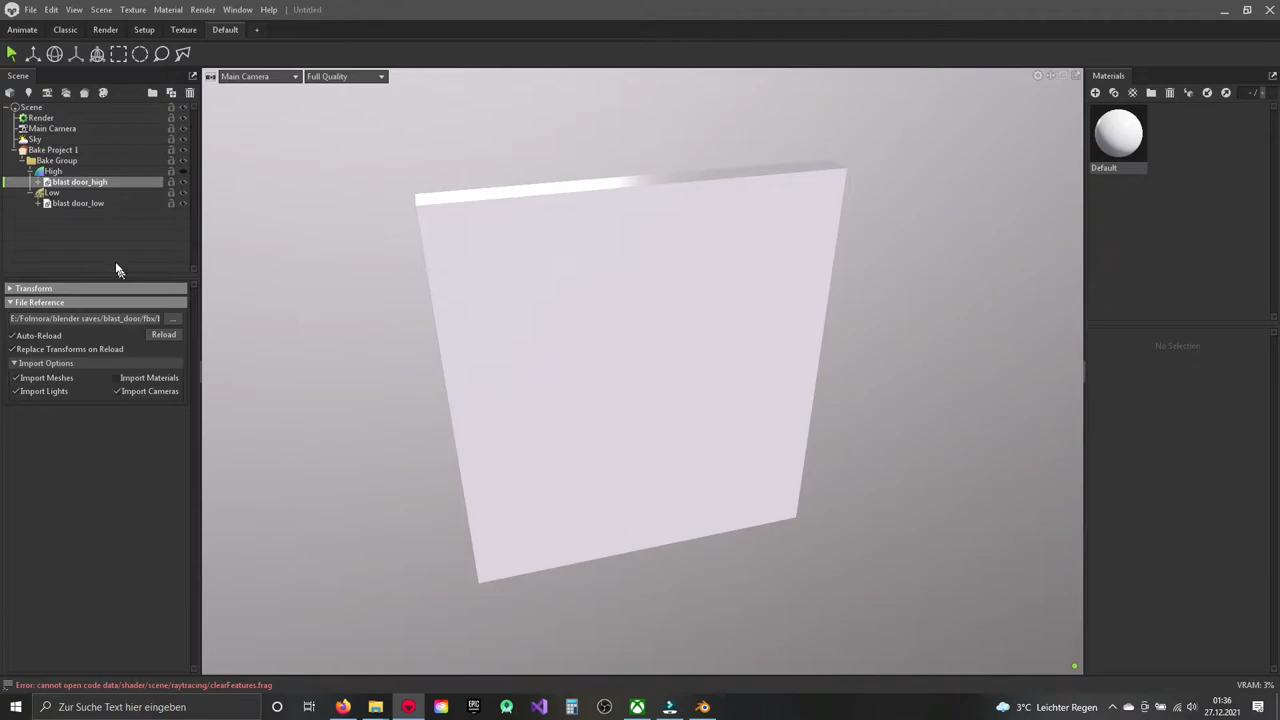 File Edit View Scene Texture Render Window Help Untitled
Animate Classic Render Setup Texture Default +
Scene
Main Camera Full Quality
Materials
Scene
Render
Main Camera
Sky
Bake Project 1
Bake Group
High
blast door_high
Low
blast door_low
Default
Transform
File Reference
E:/Folmora/blender saves/blast_door/fbx/ ...
Auto-Reload Reload
Replace Transforms on Reload
Import Options
Import Meshes Import Materials
Import Lights Import Cameras
No Selection
Error: cannot open code data/shader/scene/raytracing/clearFeatures.frag
VRAM: 3%
Zur Suche Text hier eingeben
3°C Leichter Regen
01:36
27.12.2021